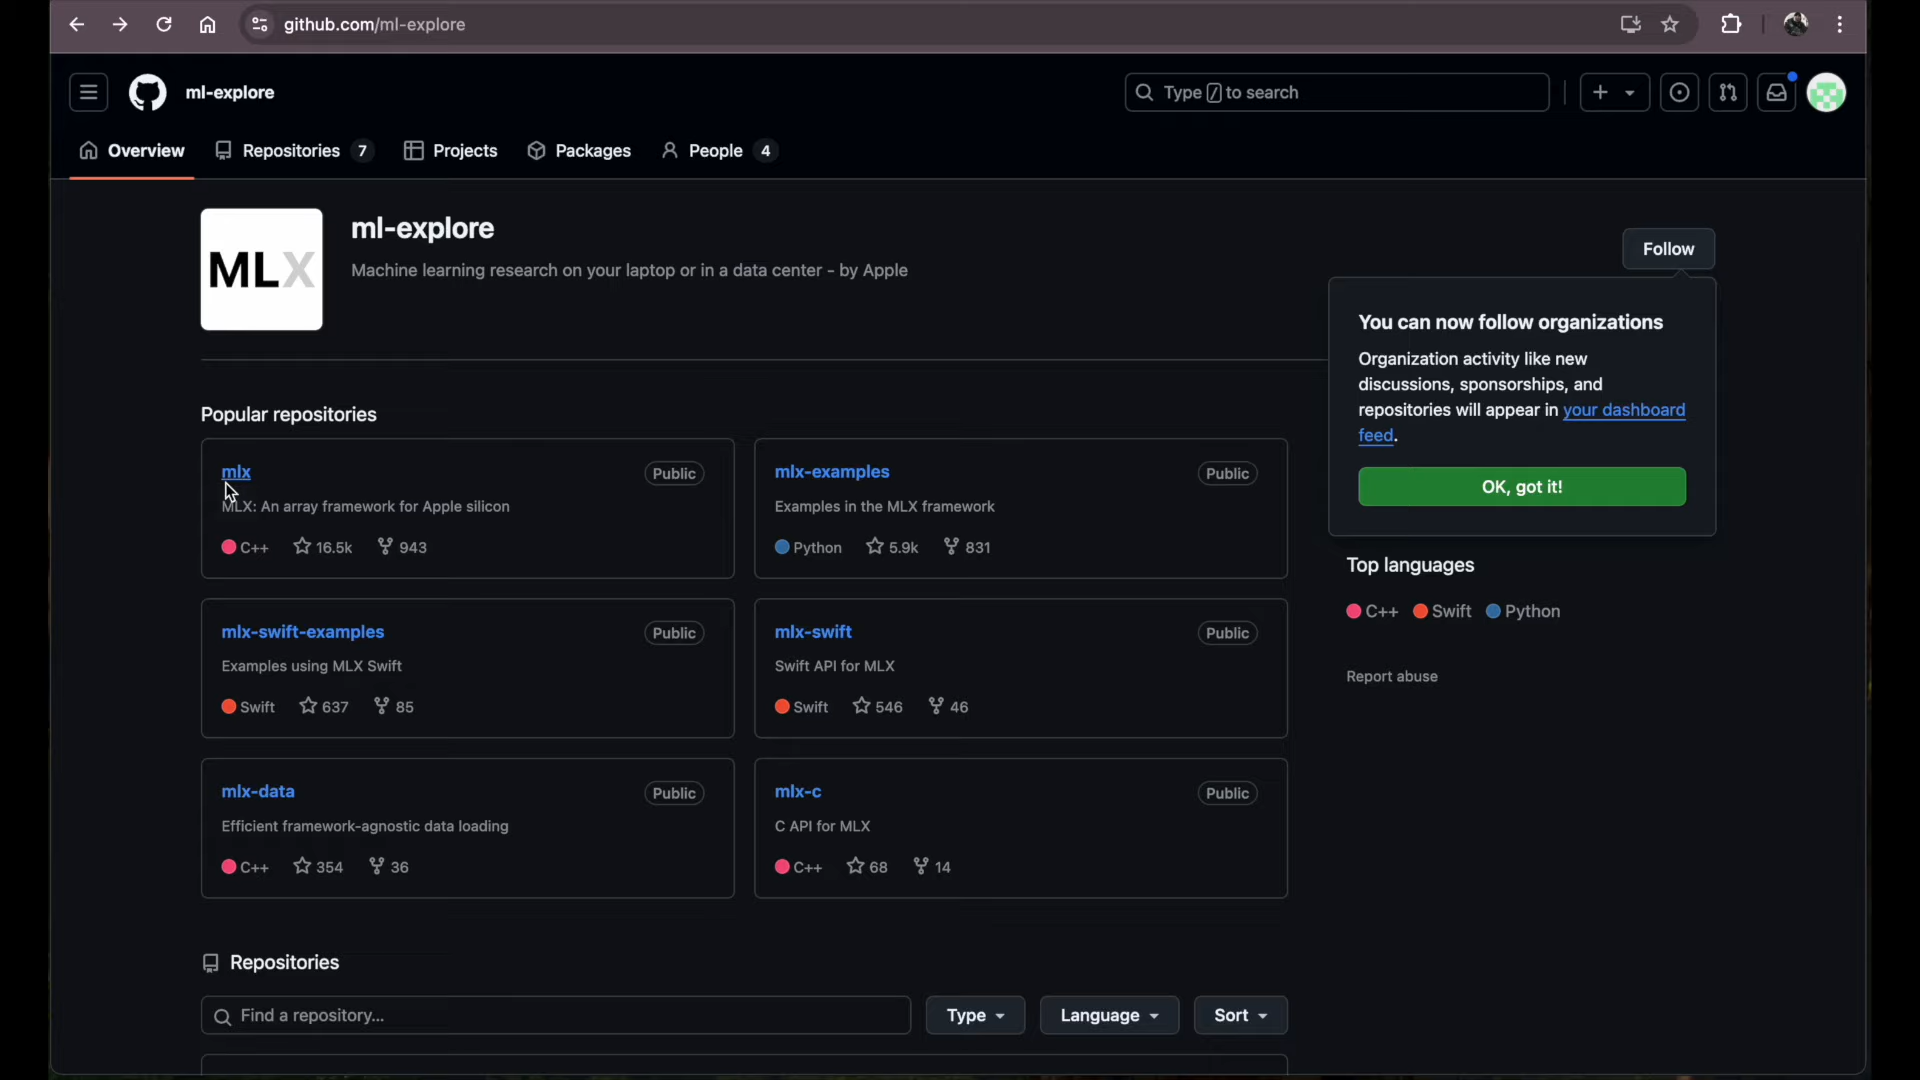 github.com/ml-explore
ml-explore
Type / to search
Overview
Repositories 7
Projects
Packages
People 4
MLX
ml-explore
Machine learning research on your laptop or in a data center - by Apple
Follow
You can now follow organizations
Organization activity like new
discussions, sponsorships, and
repositories will appear in your dashboard
feed.
OK, got it!
Popular repositories
mlx
Public
MLX: An array framework for Apple silicon
C++ 16.5k 943
mlx-examples
Public
Examples in the MLX framework
Python 5.9k 831
mlx-swift-examples
Public
Examples using MLX Swift
Swift 637 85
mlx-swift
Public
Swift API for MLX
Swift 546 46
mlx-data
Public
Efficient framework-agnostic data loading
C++ 354 36
mlx-c
Public
C API for MLX
C++ 68 14
Top languages
C++ Swift Python
Report abuse
Repositories
Find a repository...
Type
Language
Sort